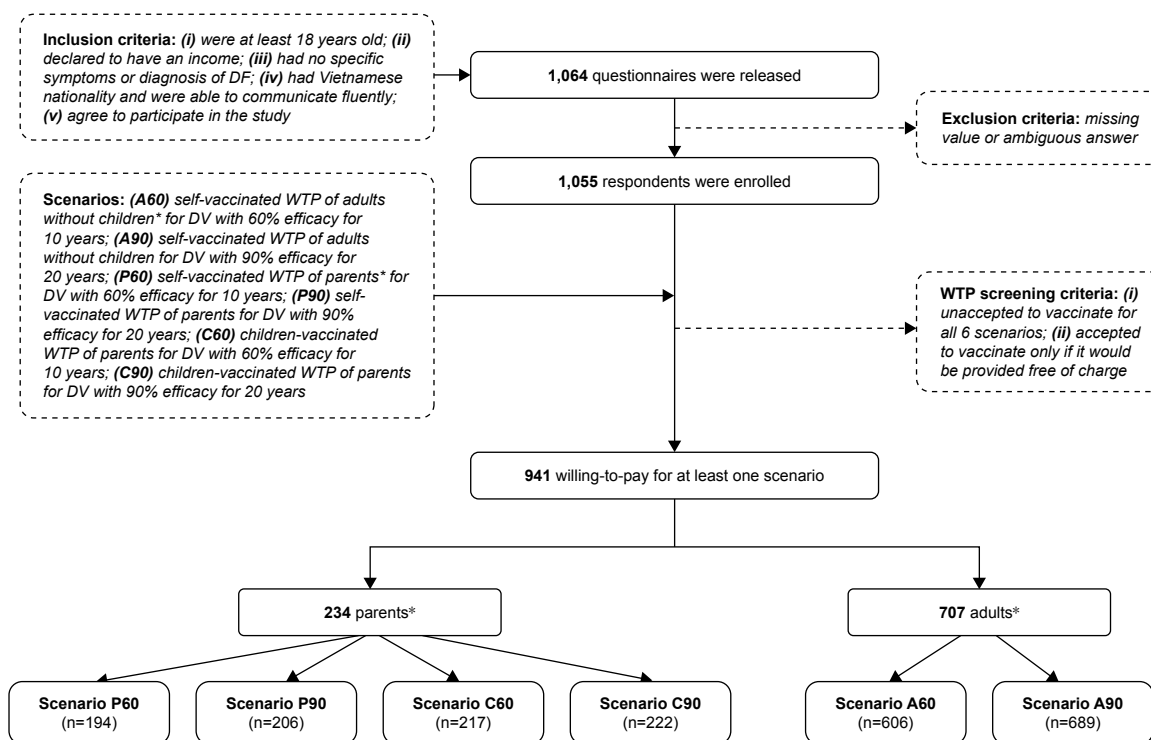 Inclusion criteria: (i) were at least 18 years old; (ii)
declared to have an income; (iii) had no specific
symptoms or diagnosis of DF; (iv) had Vietnamese
nationality and were able to communicate fluently;
(v) agree to participate in the study
1,064 questionnaires were released
Exclusion criteria: missing
value or ambiguous answer
1,055 respondents were enrolled
Scenarios: (A60) self-vaccinated WTP of adults
without children* for DV with 60% efficacy for
10 years; (A90) self-vaccinated WTP of adults
without children for DV with 90% efficacy for
20 years; (P60) self-vaccinated WTP of parents* for
DV with 60% efficacy for 10 years; (P90) self-
vaccinated WTP of parents for DV with 90%
efficacy for 20 years; (C60) children-vaccinated
WTP of parents for DV with 60% efficacy for
10 years; (C90) children-vaccinated WTP of parents
for DV with 90% efficacy for 20 years
WTP screening criteria: (i)
unaccepted to vaccinate for
all 6 scenarios; (ii) accepted
to vaccinate only if it would
be provided free of charge
941 willing-to-pay for at least one scenario
234 parents*
707 adults*
Scenario P60
(n=194)
Scenario P90
(n=206)
Scenario C60
(n=217)
Scenario C90
(n=222)
Scenario A60
(n=606)
Scenario A90
(n=689)